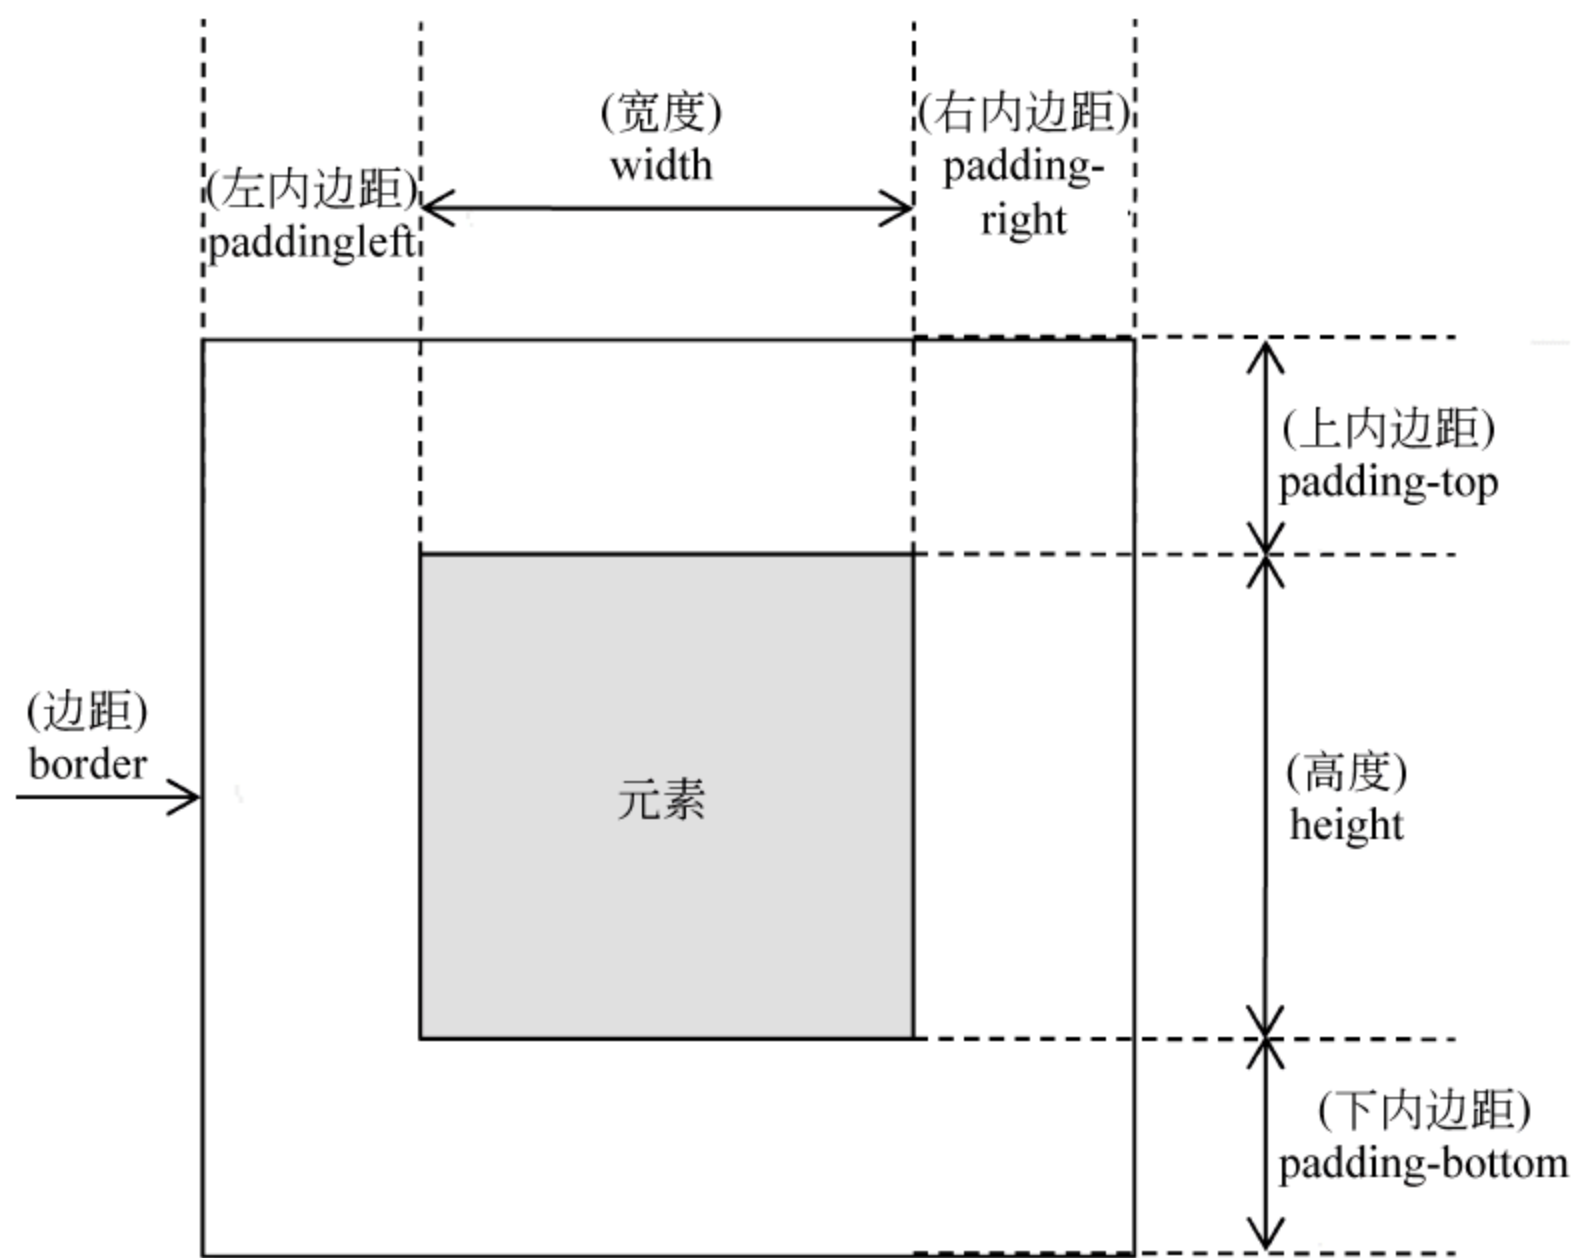 (宽度)
width
(右内边距)
padding-
right
(左内边距)
paddingleft
(上内边距)
padding-top
(边距)
border
元素
(高度)
height
(下内边距)
padding-bottom